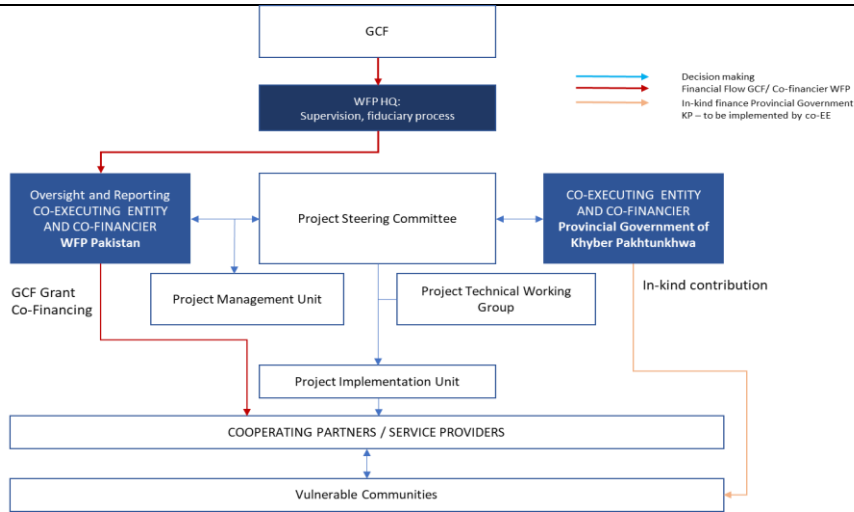 GCF
Decision making
Financial Flow GCF/ Co-financier WFP
In-kind finance Provincial Government
KP – to be implemented by co-EE
WFP HQ:
Supervision, fiduciary process
Oversight and Reporting
CO-EXECUTING ENTITY
AND CO-FINANCIER
WFP Pakistan
Project Steering Committee
CO-EXECUTING ENTITY
AND CO-FINANCIER
Provincial Government of
Khyber Pakhtunkhwa
GCF Grant
Co-Financing
Project Management Unit
Project Technical Working
Group
In-kind contribution
Project Implementation Unit
COOPERATING PARTNERS / SERVICE PROVIDERS
Vulnerable Communities